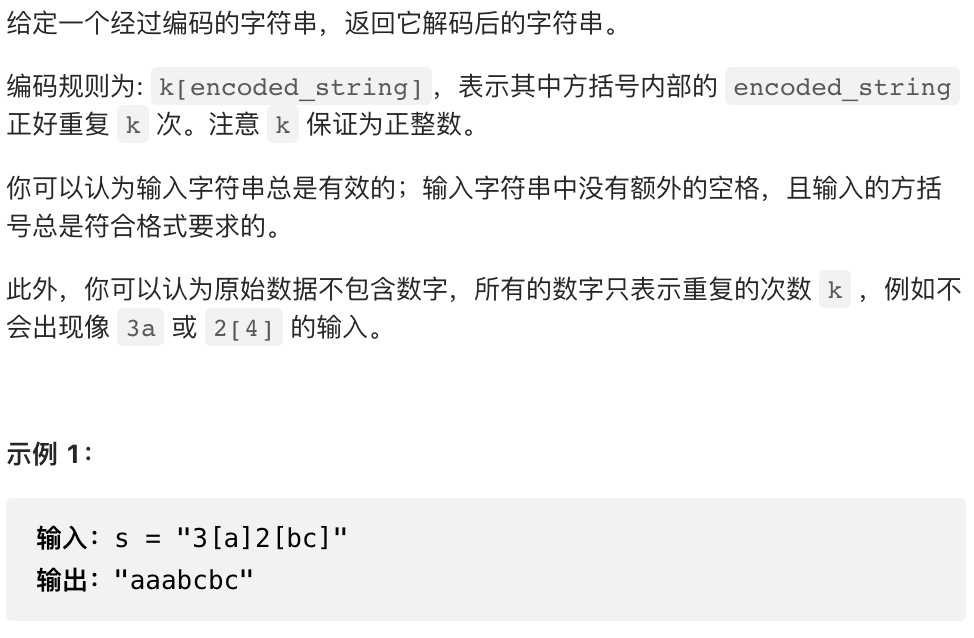 给定一个经过编码的字符串，返回它解码后的字符串。
编码规则为: k[encoded_string]，表示其中方括号内部的 encoded_string
正好重复 k 次。注意 k 保证为正整数。
你可以认为输入字符串总是有效的；输入字符串中没有额外的空格，且输入的方括
号总是符合格式要求的。
此外，你可以认为原始数据不包含数字，所有的数字只表示重复的次数 k ，例如不
会出现像 3a 或 2[4] 的输入。
示例 1：
输入：s = "3[a]2[bc]"
输出："aaabcbc"